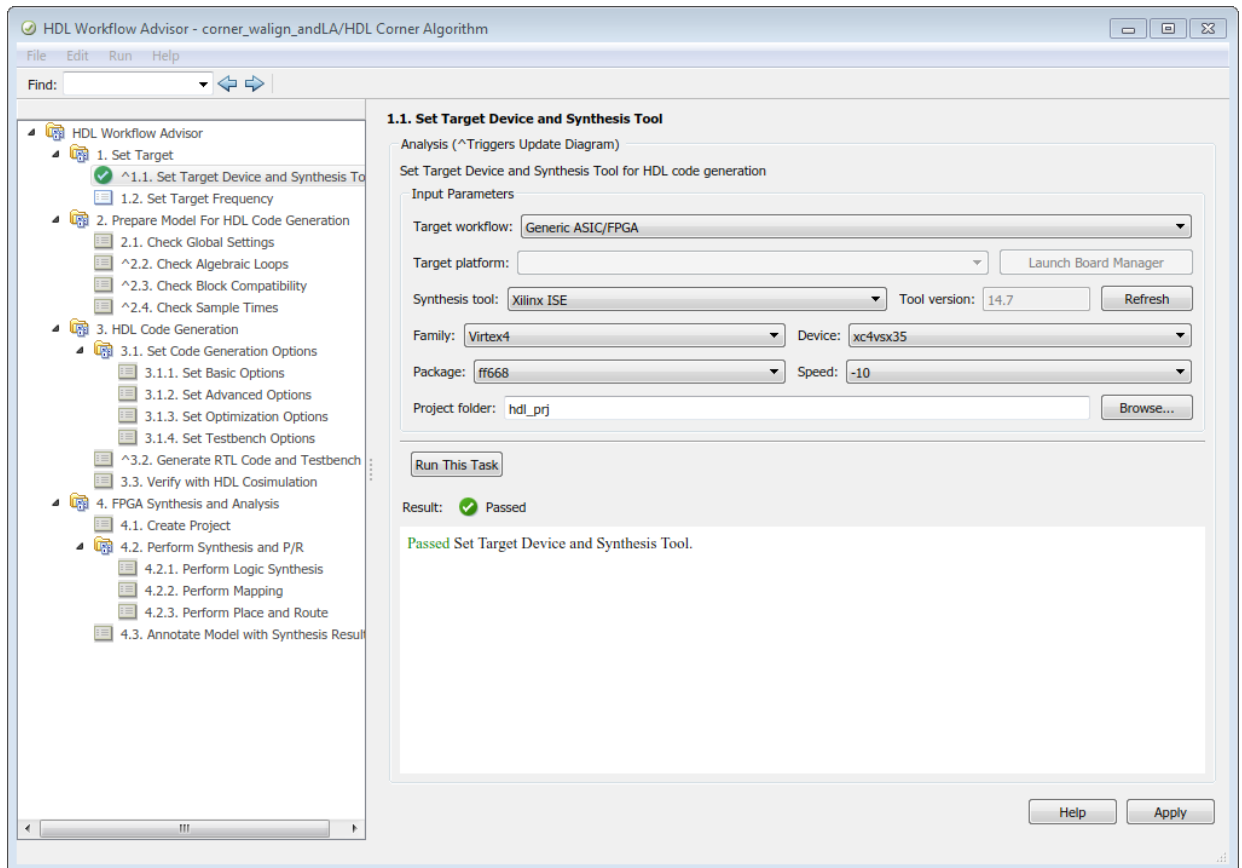 HDL Workflow Advisor - corner_walign_andLA/HDL Corner Algorithm
File Edit Run Help
Find:
HDL Workflow Advisor
1. Set Target
^1.1. Set Target Device and Synthesis To
1.2. Set Target Frequency
2. Prepare Model For HDL Code Generation
2.1. Check Global Settings
^2.2. Check Algebraic Loops
^2.3. Check Block Compatibility
^2.4. Check Sample Times
3. HDL Code Generation
3.1. Set Code Generation Options
3.1.1. Set Basic Options
3.1.2. Set Advanced Options
3.1.3. Set Optimization Options
3.1.4. Set Testbench Options
^3.2. Generate RTL Code and Testbench
3.3. Verify with HDL Cosimulation
4. FPGA Synthesis and Analysis
4.1. Create Project
4.2. Perform Synthesis and P/R
4.2.1. Perform Logic Synthesis
4.2.2. Perform Mapping
4.2.3. Perform Place and Route
4.3. Annotate Model with Synthesis Result
1.1. Set Target Device and Synthesis Tool
Analysis (^Triggers Update Diagram)
Set Target Device and Synthesis Tool for HDL code generation
Input Parameters
Target workflow: Generic ASIC/FPGA
Target platform: Launch Board Manager
Synthesis tool: Xilinx ISE Tool version: 14.7 Refresh
Family: Virtex4 Device: xc4vsx35
Package: ff668 Speed: -10
Project folder: hdl_prj Browse...
Run This Task
Result: Passed
Passed Set Target Device and Synthesis Tool.
Help Apply